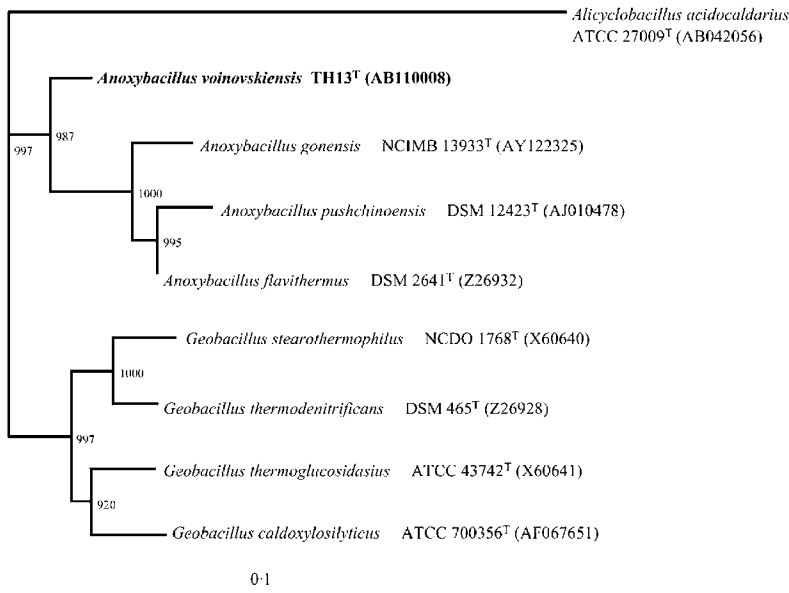 Alicyclobacillus acidocaldarius
ATCC 27009ᵀ (AB042056)
Anoxybacillus voinovskiensis TH13ᵀ (AB110008)
987
997
Anoxybacillus gonensis NCIMB 13933ᵀ (AY122325)
1000
Anoxybacillus pushchinoensis DSM 12423ᵀ (AJ010478)
995
Anoxybacillus flavithermus DSM 2641ᵀ (Z26932)
Geobacillus stearothermophilus NCDO 1768ᵀ (X60640)
1000
Geobacillus thermodenitrificans DSM 465ᵀ (Z26928)
997
Geobacillus thermoglucosidasius ATCC 43742ᵀ (X60641)
920
Geobacillus caldoxylosilyticus ATCC 700356ᵀ (AF067651)
0·1